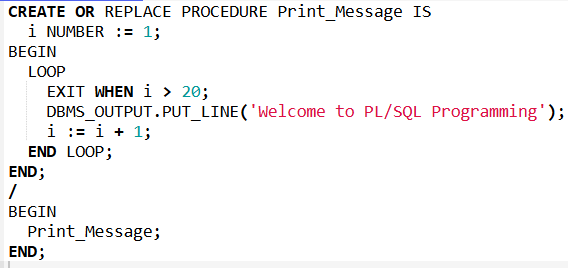 CREATE OR REPLACE PROCEDURE Print_Message IS
  i NUMBER := 1;
BEGIN
  LOOP
    EXIT WHEN i > 20;
    DBMS_OUTPUT.PUT_LINE('Welcome to PL/SQL Programming');
    i := i + 1;
  END LOOP;
END;
/
BEGIN
  Print_Message;
END;